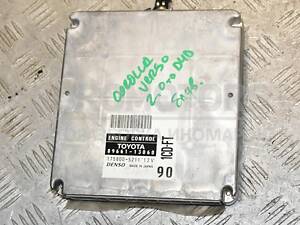 COROLLA
VERSO
2.0TD D4D
ENGINE CONTROL
TOYOTA
89661-13060
175800-5211 12V
DENSO MADE IN JAPAN
1CD-FT
90